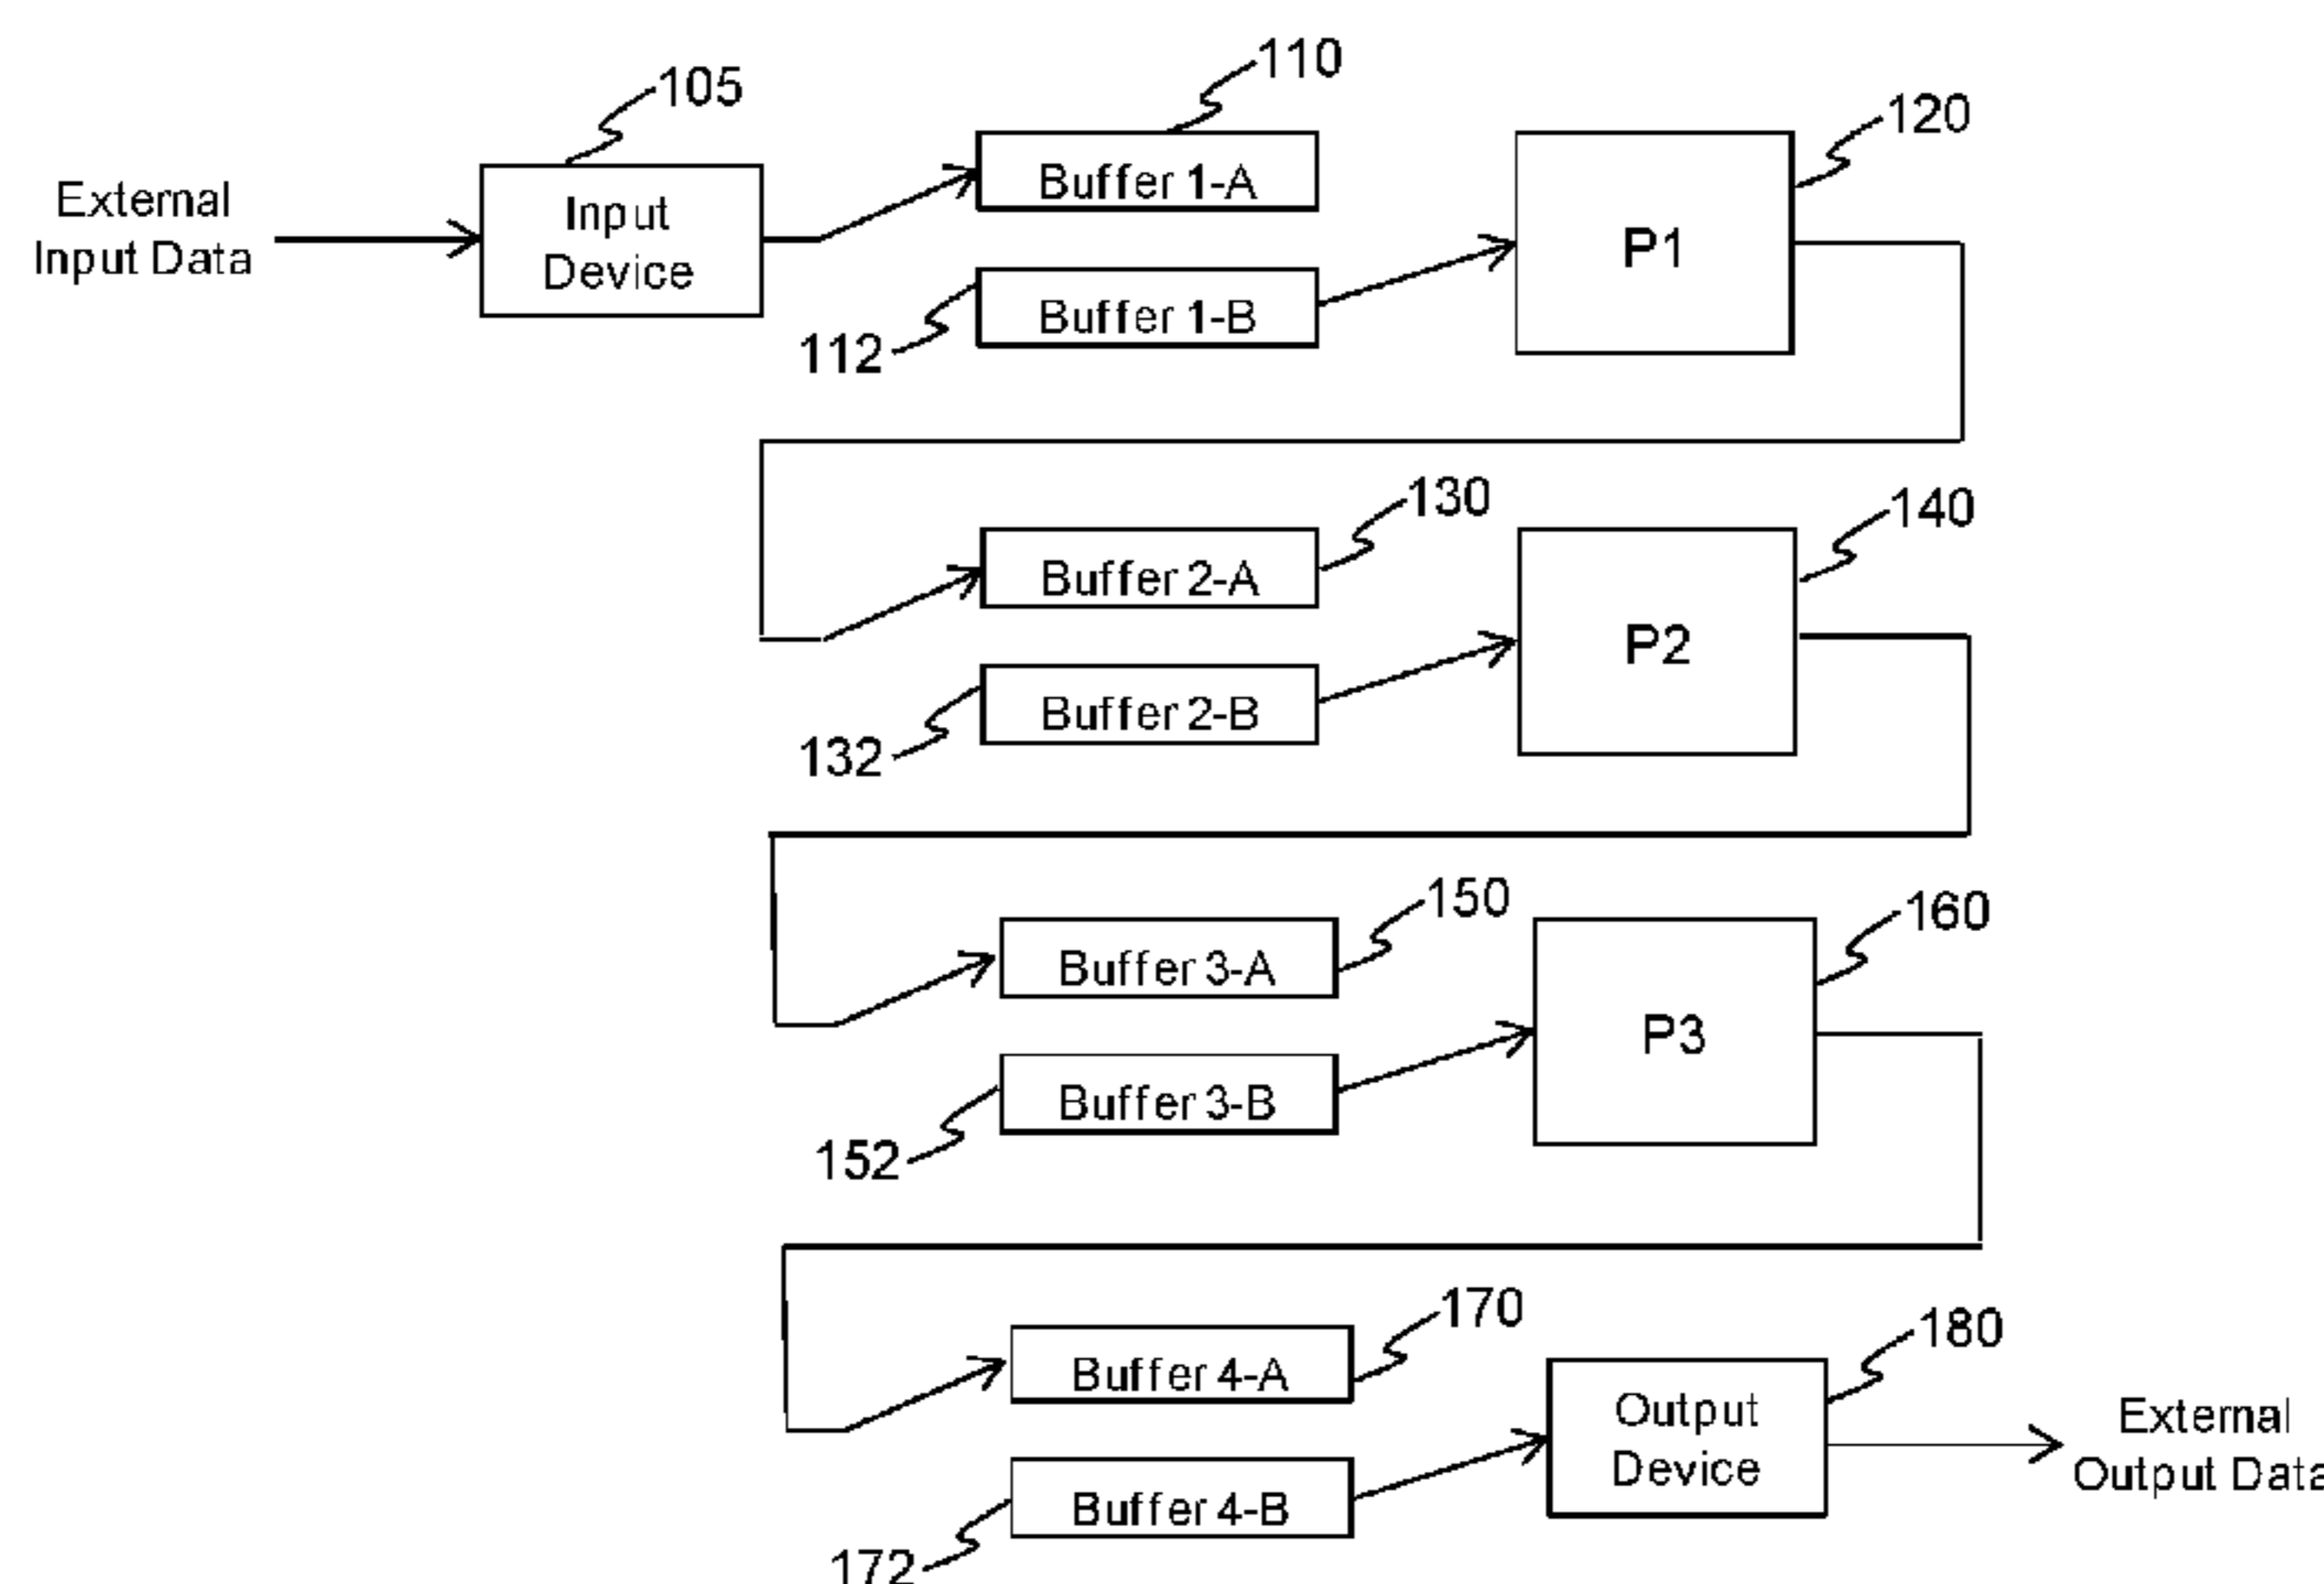 110
105
120
External
Input Data
Input
Device
Buffer 1-A
P1
Buffer 1-B
112
130
140
Buffer 2-A
P2
Buffer 2-B
132
150
160
Buffer 3-A
P3
Buffer 3-B
152
170
180
Buffer 4-A
Output
Device
External
Output Data
Buffer 4-B
172